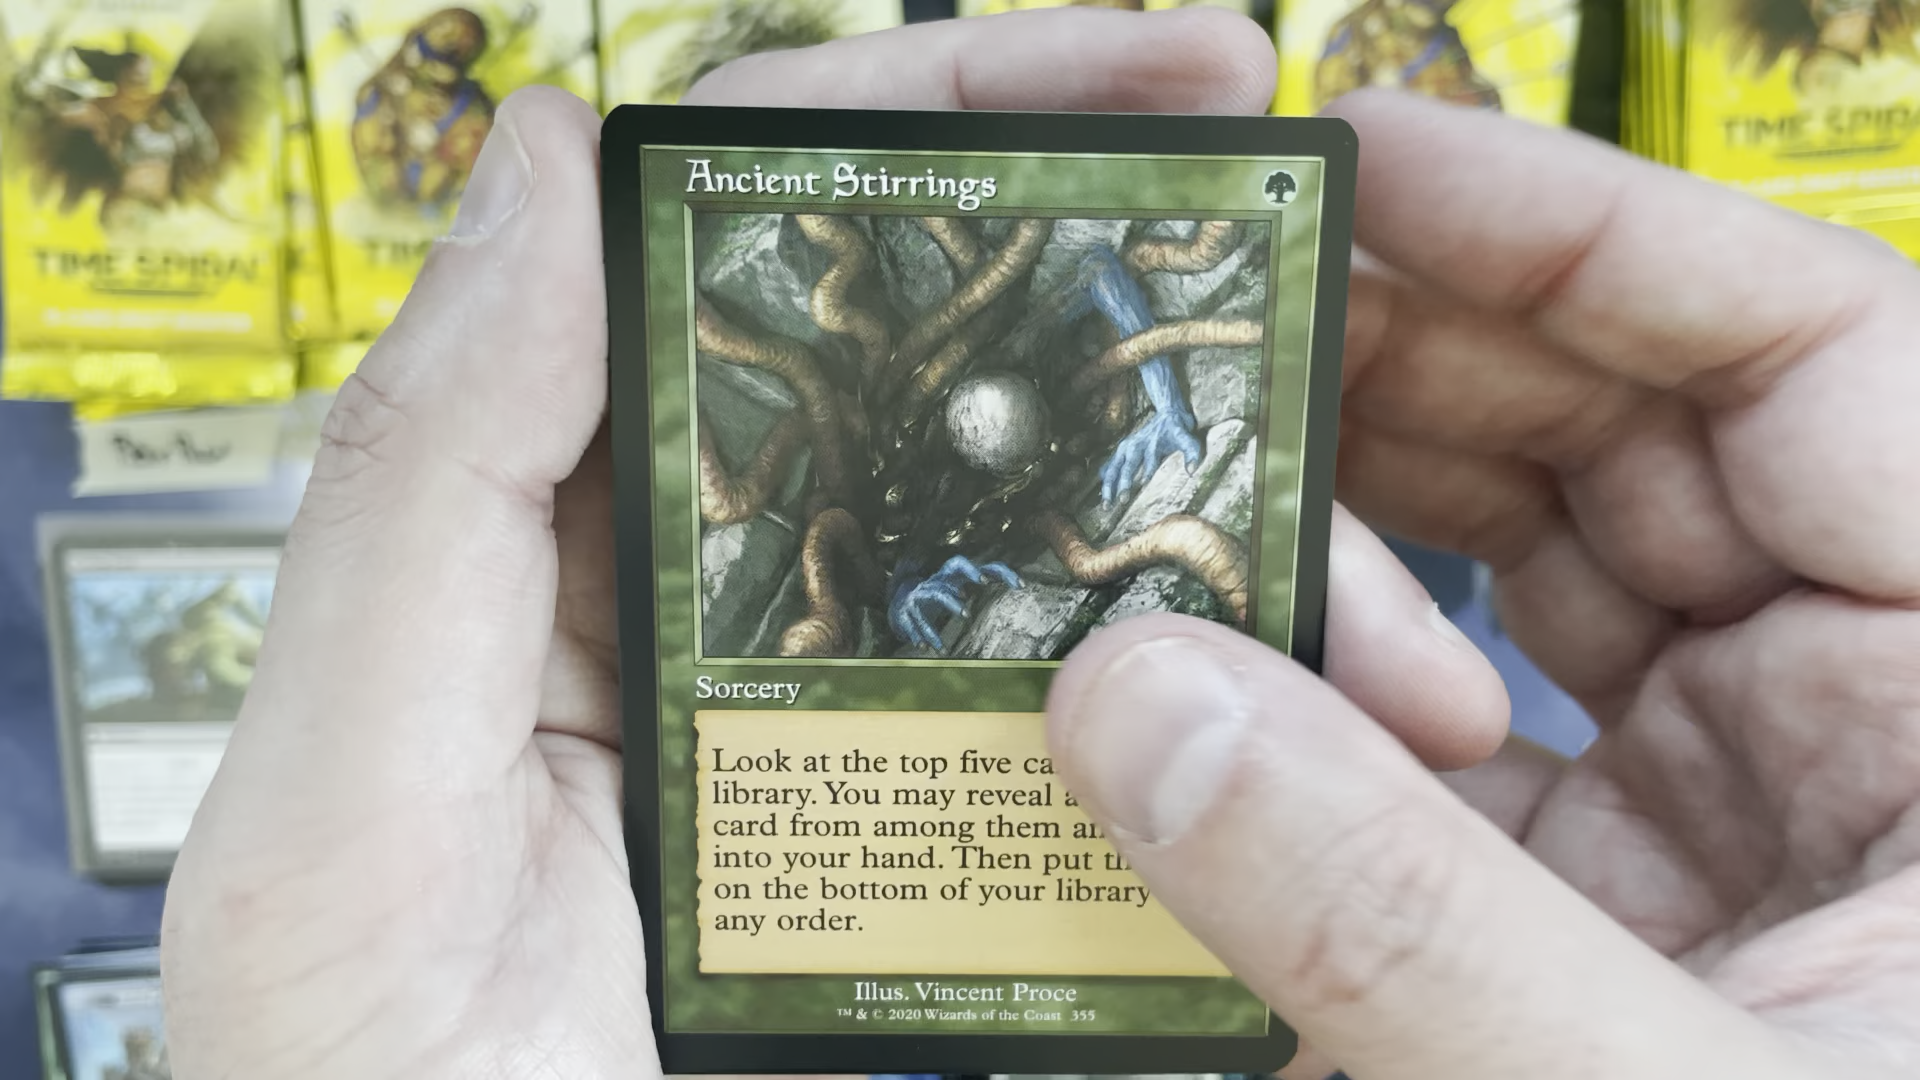 TIME SPIRAL
TIME SPIRA
Ancient Stirrings
Sorcery
Look at the top five ca
library. You may reveal a
card from among them an
into your hand. Then put th
on the bottom of your library
any order.
Illus. Vincent Proce
™ & © 2020 Wizards of the Coast 355